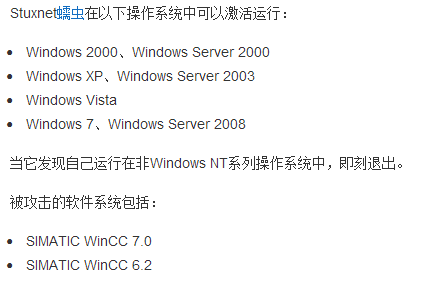 Stuxnet蠕虫在以下操作系统中可以激活运行：
Windows 2000、Windows Server 2000
Windows XP、Windows Server 2003
Windows Vista
Windows 7、Windows Server 2008
当它发现自己运行在非Windows NT系列操作系统中，即刻退出。
被攻击的软件系统包括：
SIMATIC WinCC 7.0
SIMATIC WinCC 6.2